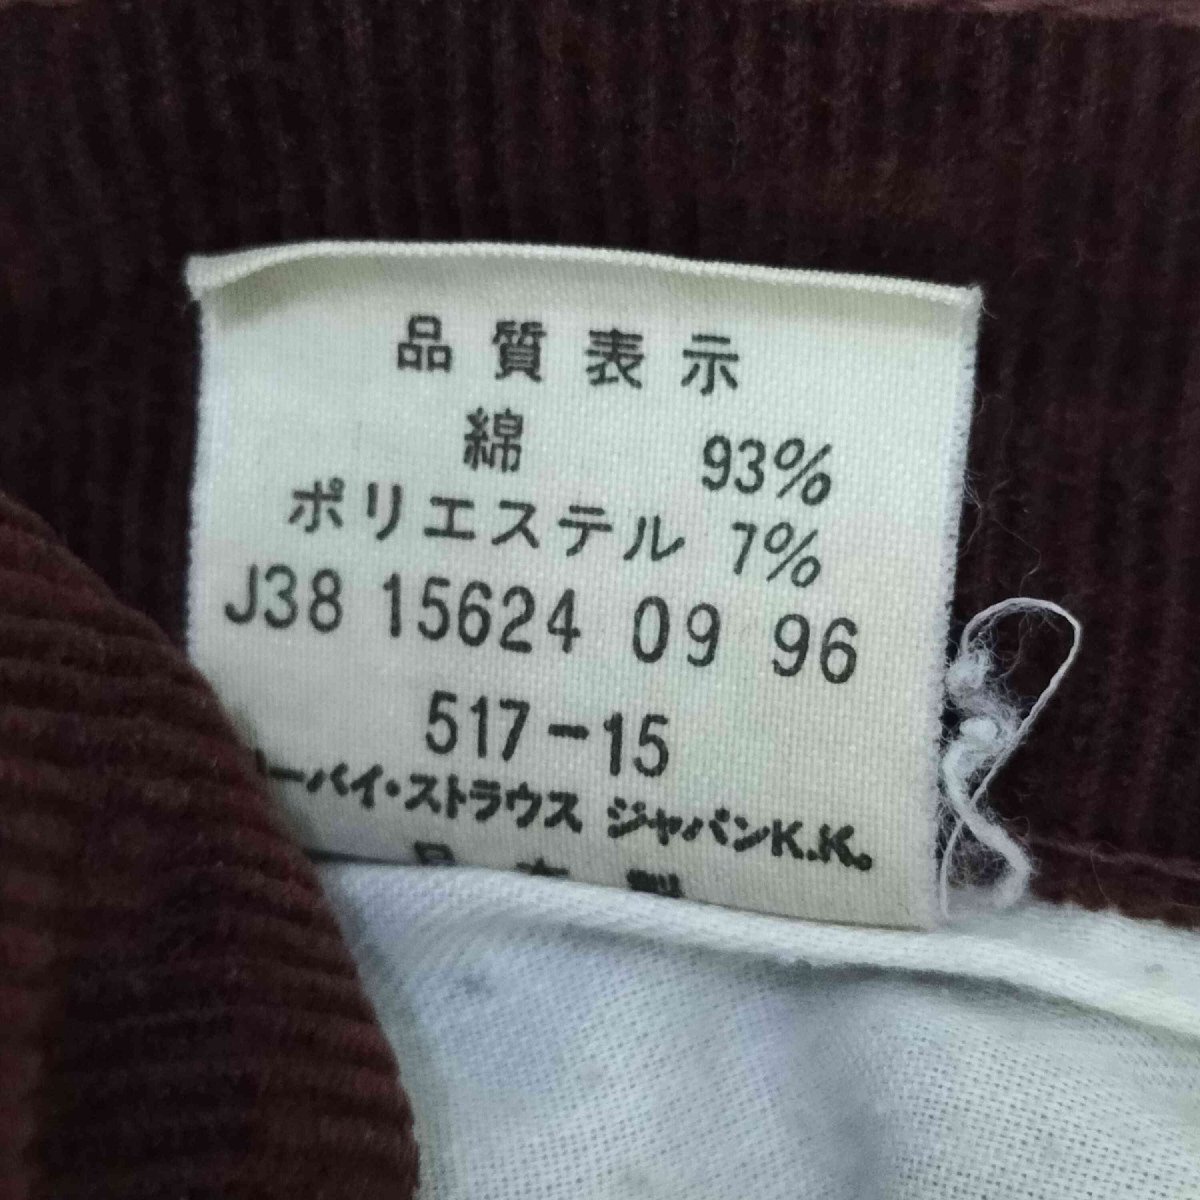 品質表示
綿 93%
ポリエステル 7%
J38 15624 09 96
517-15
ーバイ・ストラウス ジャパンK.K.